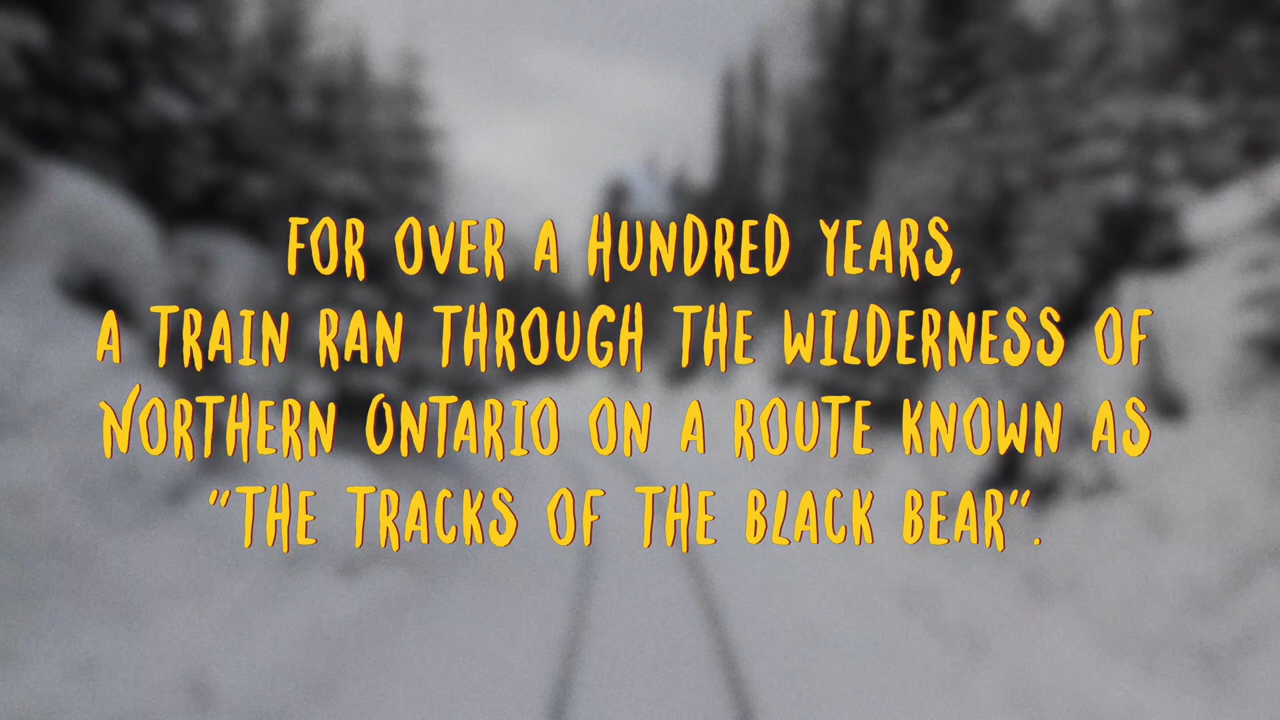 FOR OVER A HUNDRED YEARS,
A TRAIN RAN THROUGH THE WILDERNESS OF
NORTHERN ONTARIO ON A ROUTE KNOWN AS
"THE TRACKS OF THE BLACK BEAR".